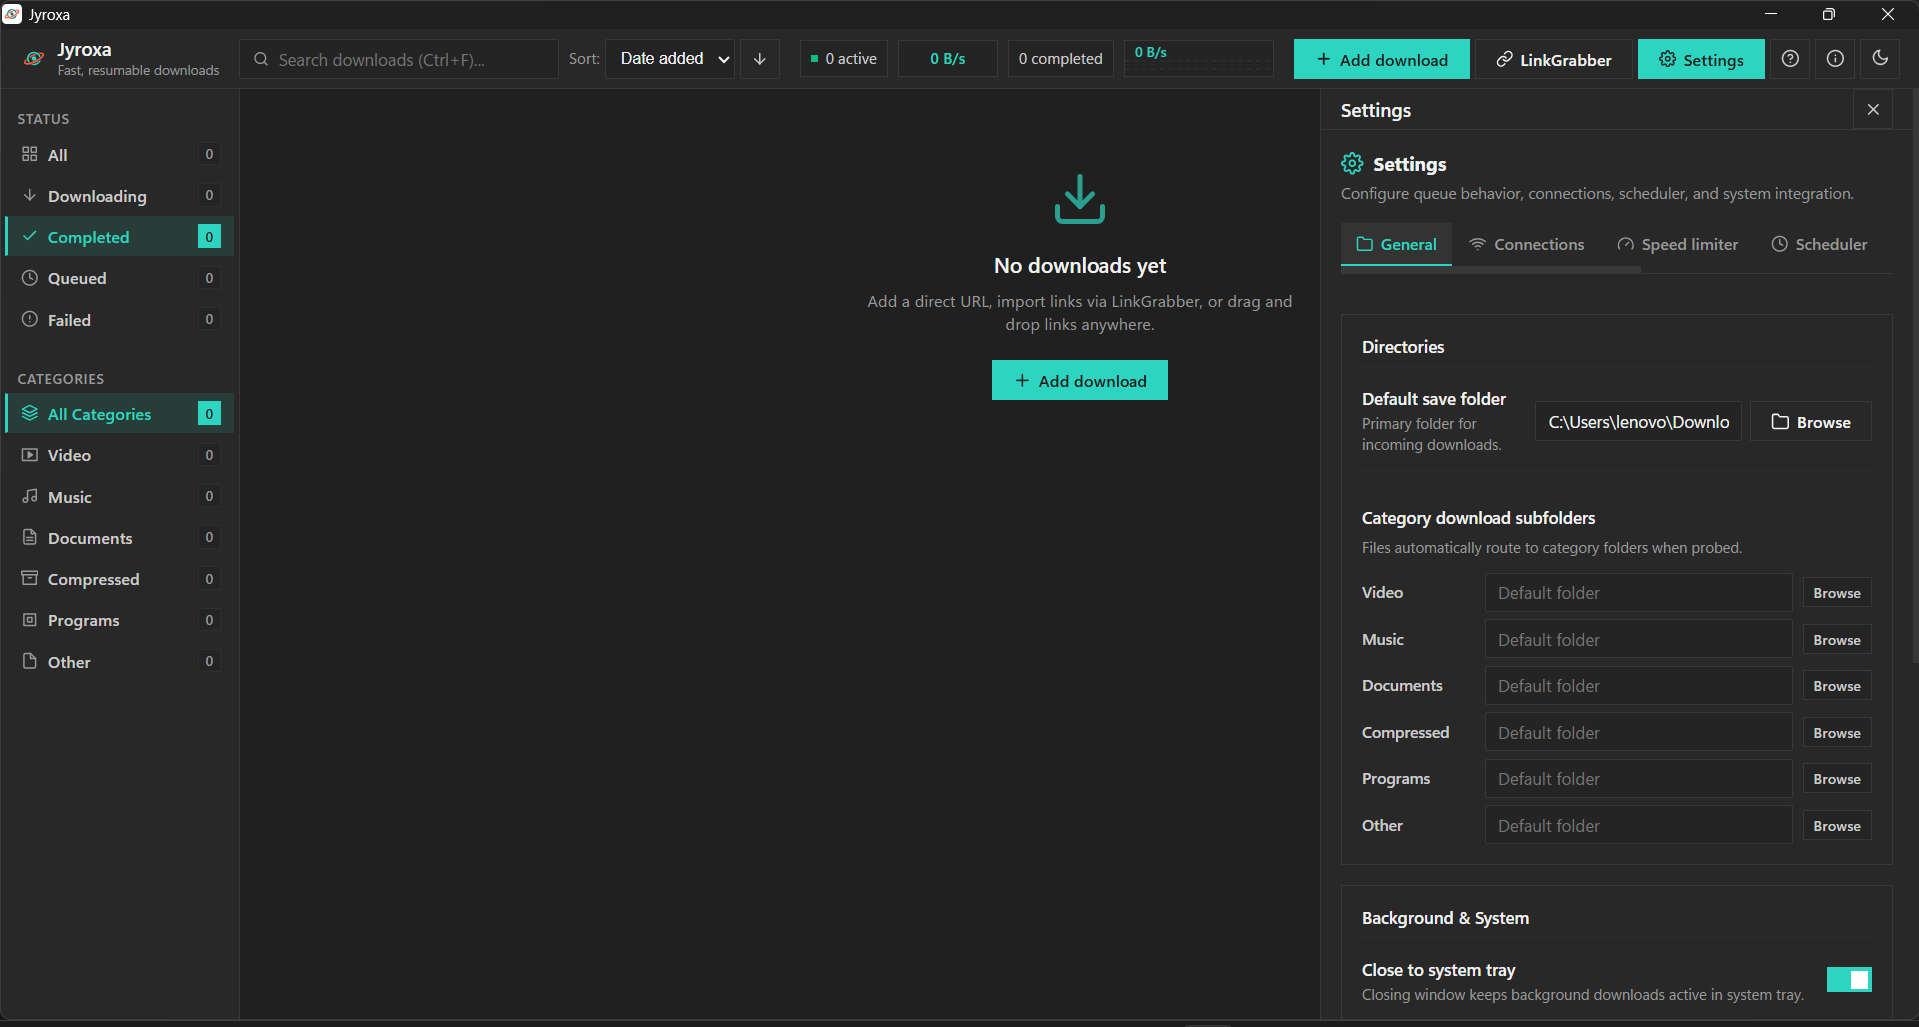 Jyroxa
Jyroxa
Fast, resumable downloads
Search downloads (Ctrl+F)...
Sort:
Date added
0 active
0 B/s
0 completed
0 B/s
Add download
LinkGrabber
Settings
STATUS
All 0
Downloading 0
Completed 0
Queued 0
Failed 0
CATEGORIES
All Categories 0
Video 0
Music 0
Documents 0
Compressed 0
Programs 0
Other 0
No downloads yet
Add a direct URL, import links via LinkGrabber, or drag and
drop links anywhere.
Add download
Settings
Settings
Configure queue behavior, connections, scheduler, and system integration.
General
Connections
Speed limiter
Scheduler
Directories
Default save folder
Primary folder for
incoming downloads.
C:\Users\lenovo\Downlo
Browse
Category download subfolders
Files automatically route to category folders when probed.
Video Default folder Browse
Music Default folder Browse
Documents Default folder Browse
Compressed Default folder Browse
Programs Default folder Browse
Other Default folder Browse
Background & System
Close to system tray
Closing window keeps background downloads active in system tray.